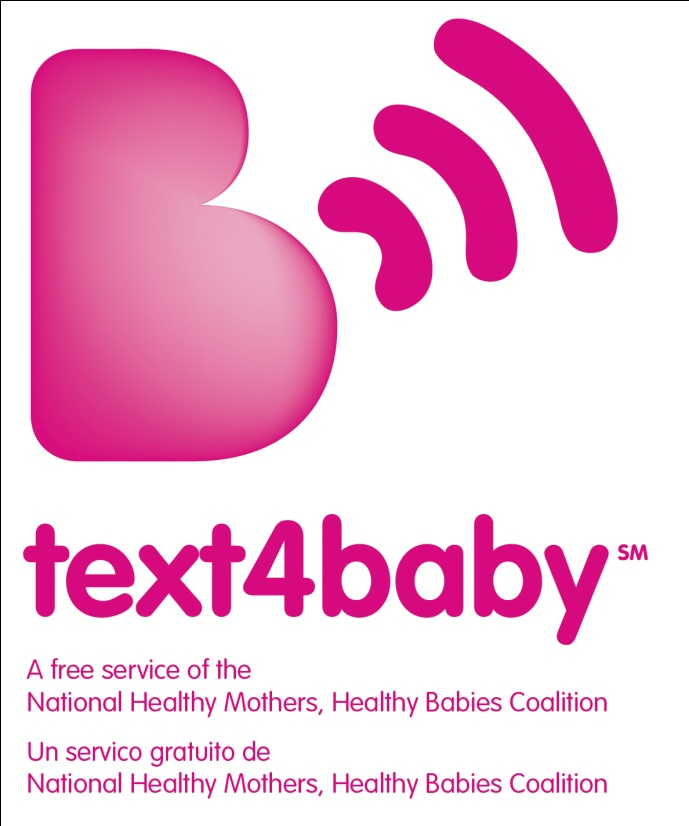 B
text4baby℠
A free service of the
National Healthy Mothers, Healthy Babies Coalition
Un servico gratuito de
National Healthy Mothers, Healthy Babies Coalition